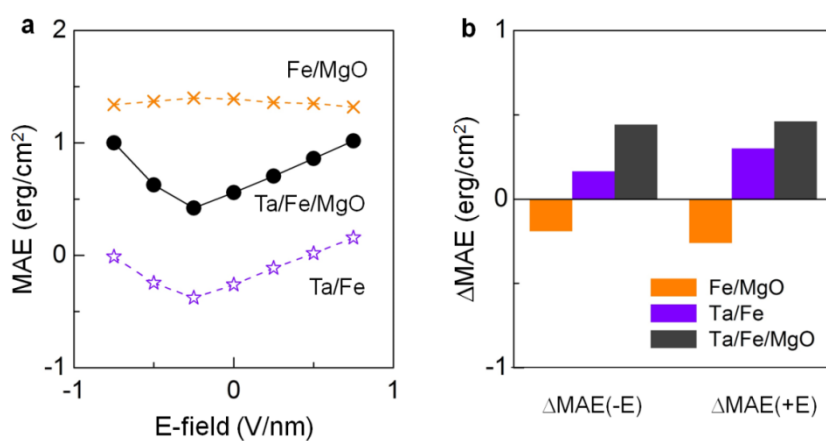 a
2
1
0
-1
MAE (erg/cm²)
Fe/MgO
Ta/Fe/MgO
Ta/Fe
-1
0
1
E-field (V/nm)
b
1
0
-1
ΔMAE (erg/cm²)
Fe/MgO
Ta/Fe
Ta/Fe/MgO
ΔMAE(-E)
ΔMAE(+E)